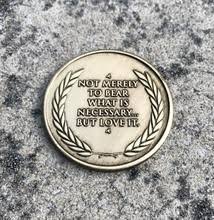 NOT MERELY
TO BEAR
WHAT IS
NECESSARY...
BUT LOVE IT.